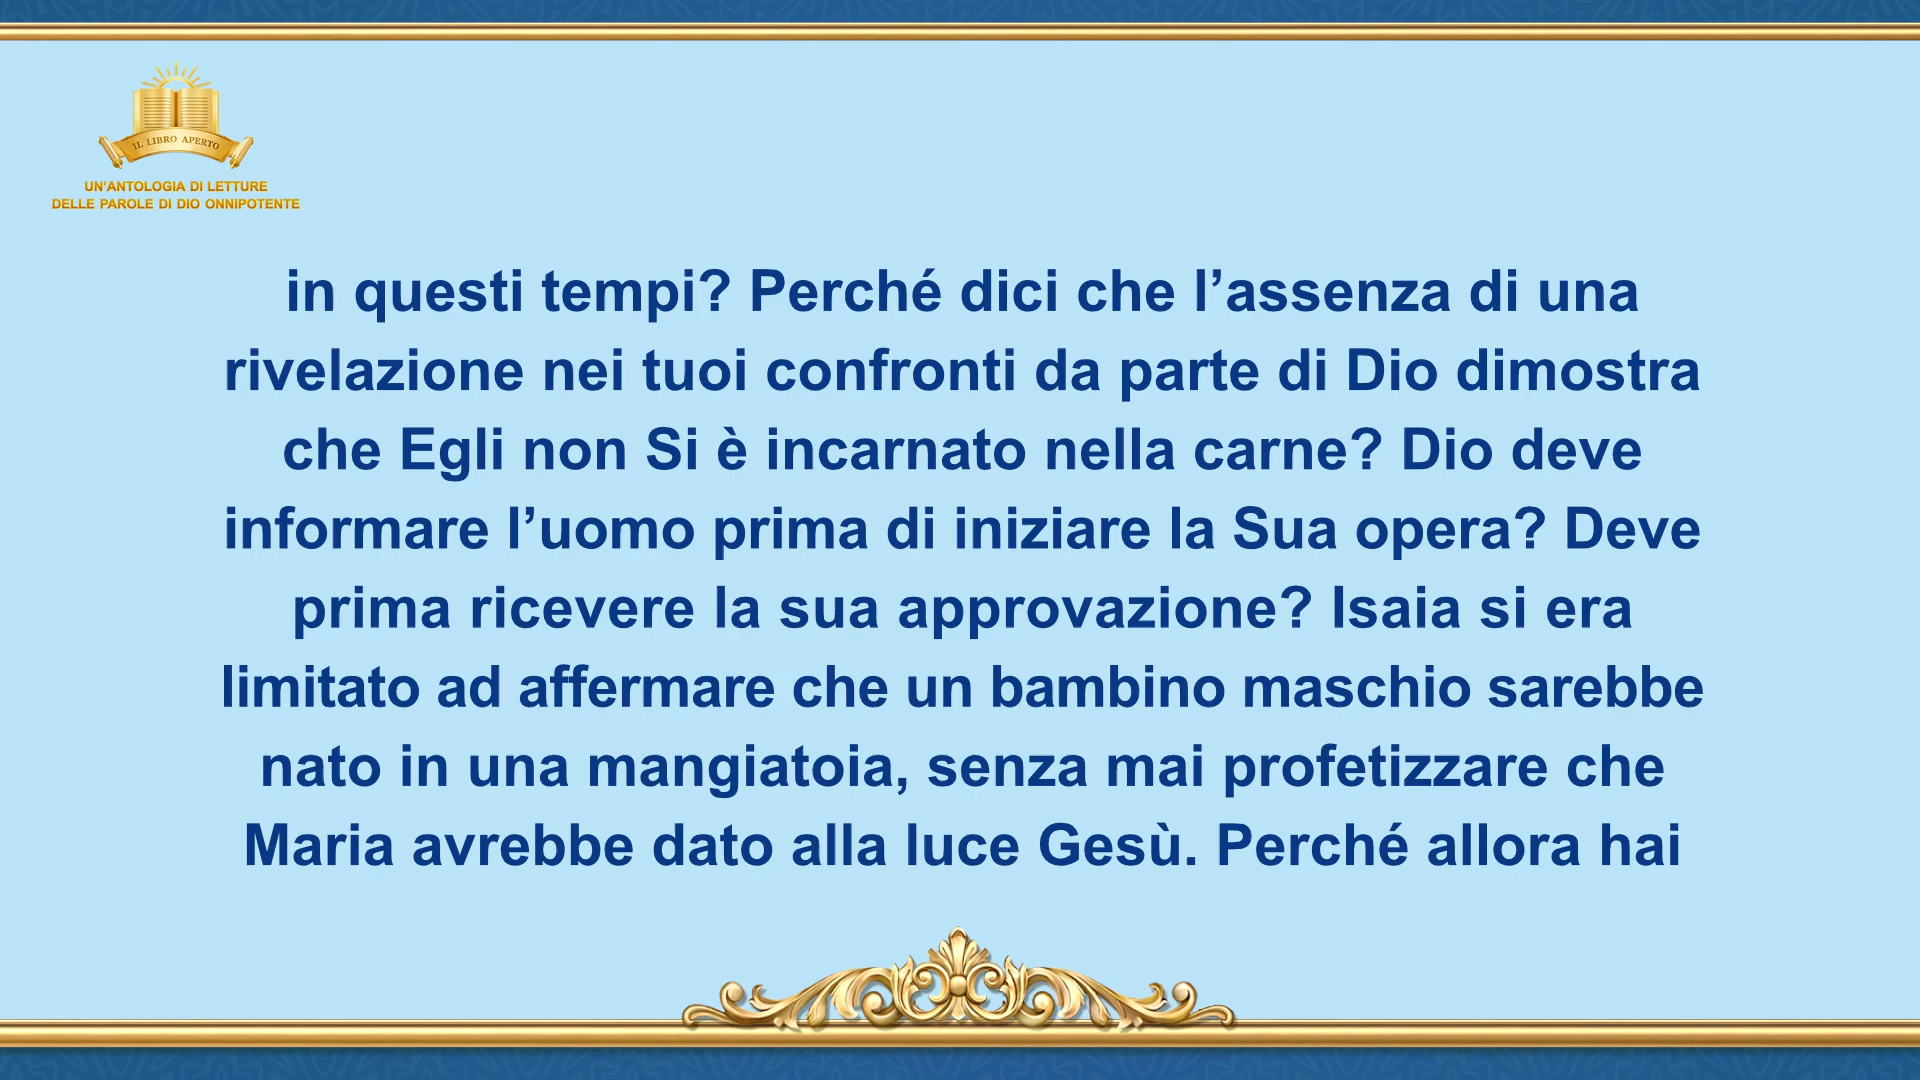 IL LIBRO APERTO
UN’ANTOLOGIA DI LETTURE
DELLE PAROLE DI DIO ONNIPOTENTE
in questi tempi? Perché dici che l’assenza di una
rivelazione nei tuoi confronti da parte di Dio dimostra
che Egli non Si è incarnato nella carne? Dio deve
informare l’uomo prima di iniziare la Sua opera? Deve
prima ricevere la sua approvazione? Isaia si era
limitato ad affermare che un bambino maschio sarebbe
nato in una mangiatoia, senza mai profetizzare che
Maria avrebbe dato alla luce Gesù. Perché allora hai